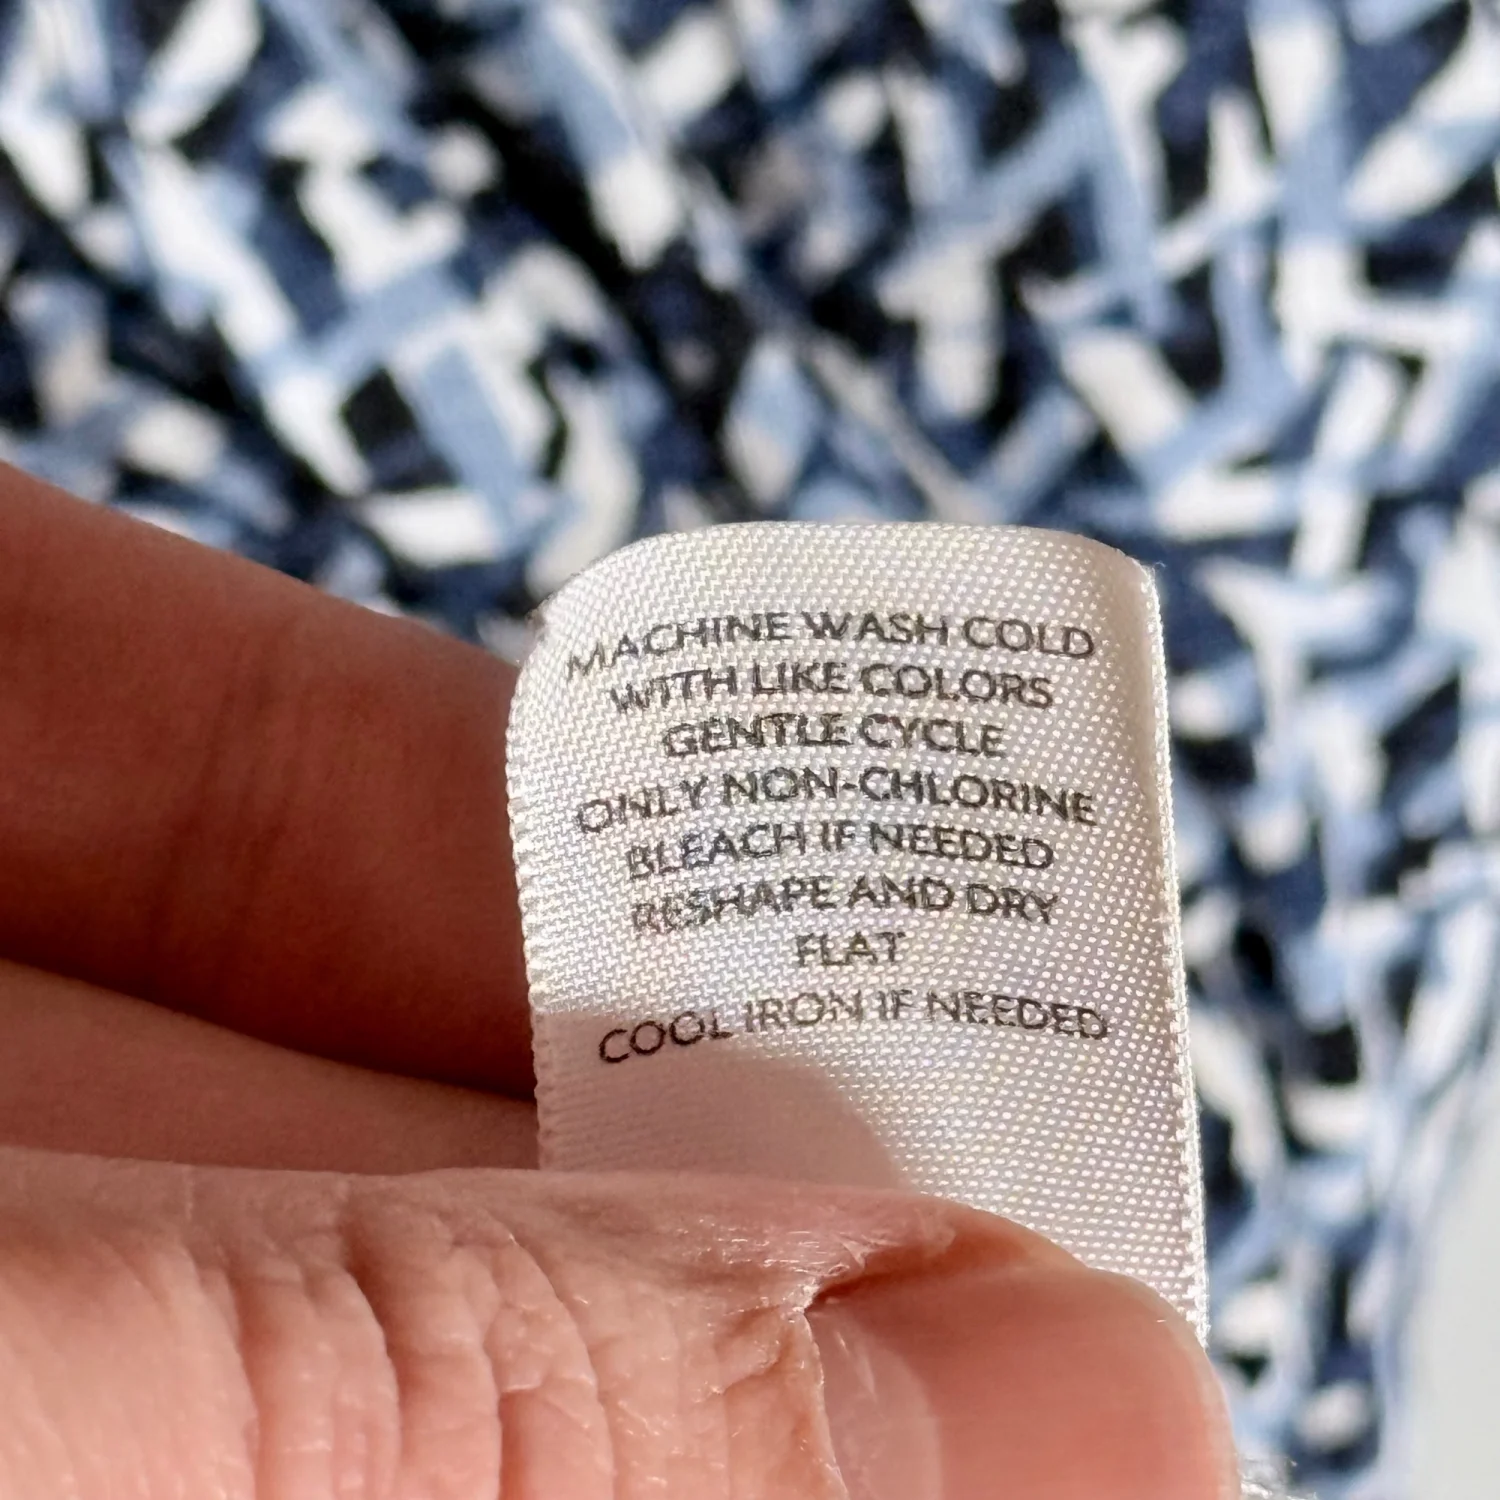 MACHINE WASH COLD
WITH LIKE COLORS
GENTLE CYCLE
ONLY NON-CHLORINE
BLEACH IF NEEDED
RESHAPE AND DRY
FLAT
COOL IRON IF NEEDED